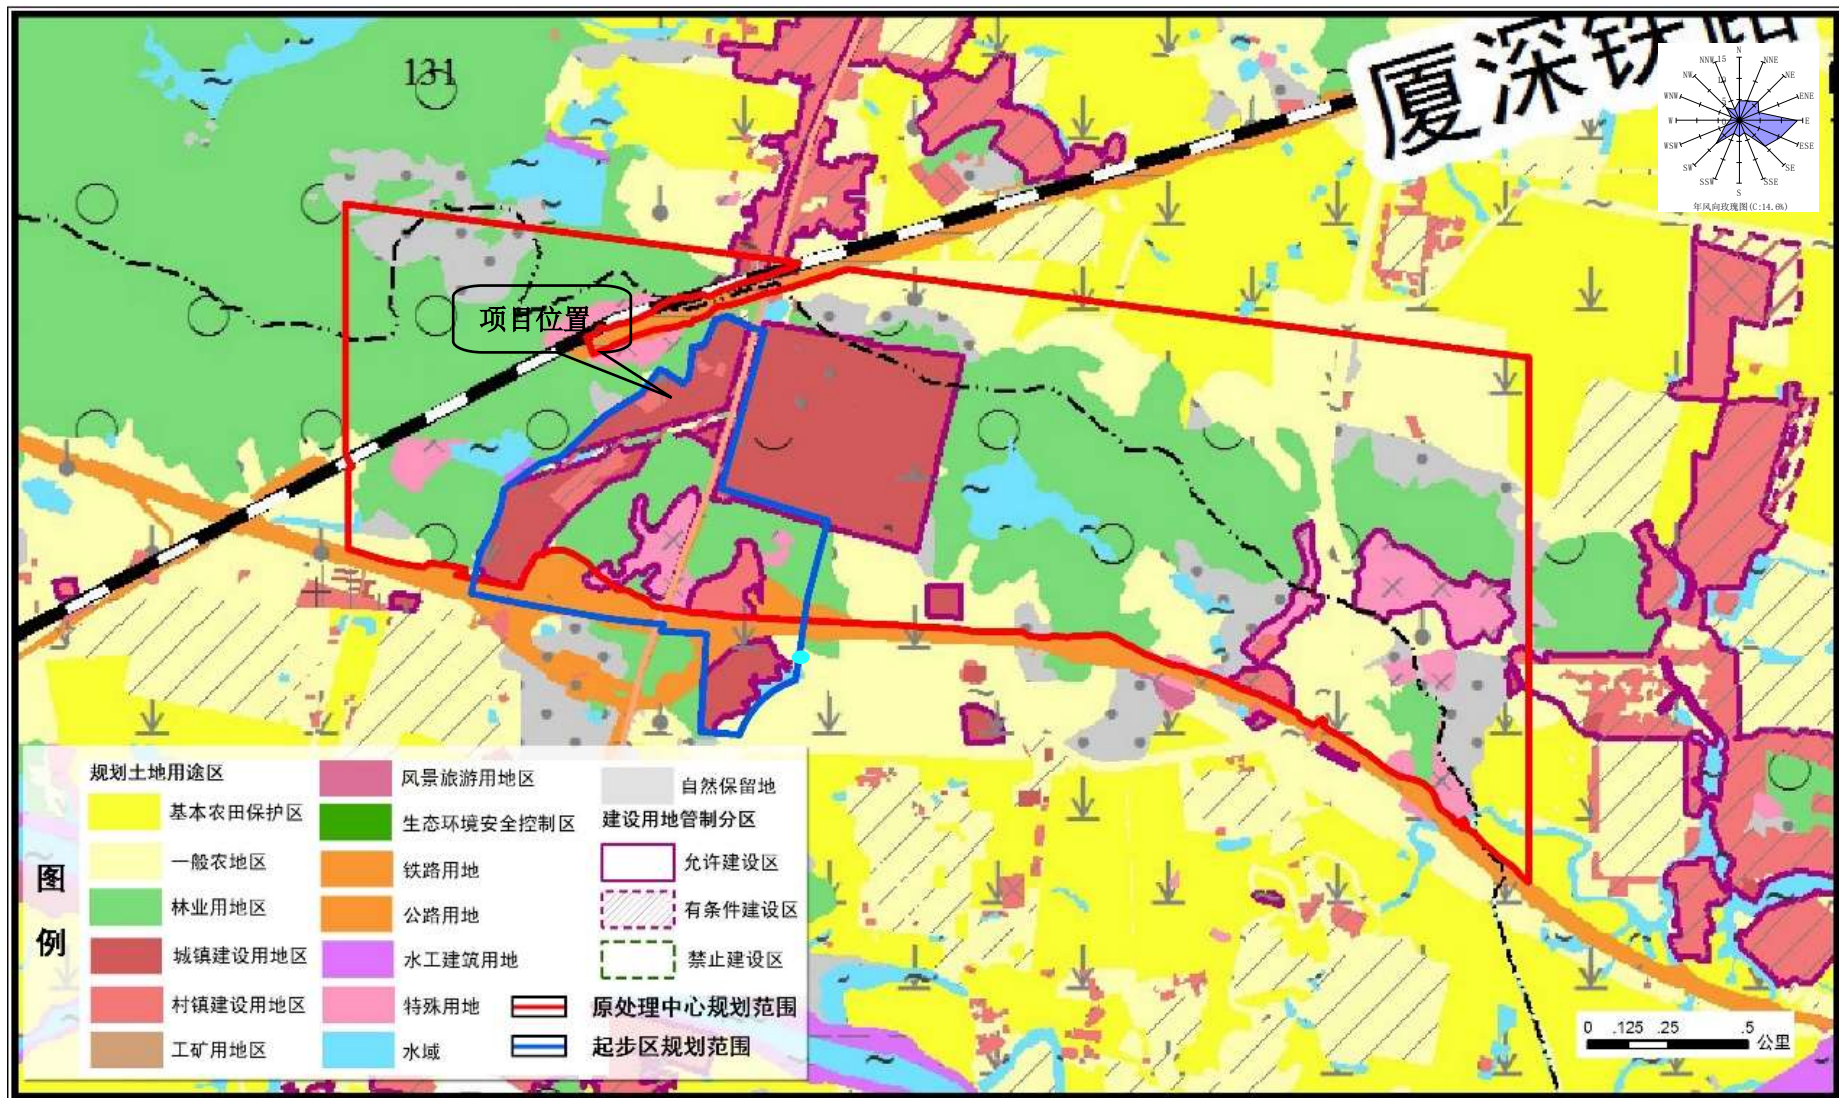 131
厦深铁路
N
NNE
NE
ENE
E
ESE
SE
SSE
S
SSW
SW
WSW
W
WNW
NW
NNW
15
10
5
0
年风向玫瑰图(C:14.6%)
项目位置
图例
规划土地用途区
基本农田保护区
一般农地区
林业用地区
城镇建设用地区
村镇建设用地区
工矿用地区
风景旅游用地区
生态环境安全控制区
铁路用地
公路用地
水工建筑用地
特殊用地
水域
自然保留地
建设用地管制分区
允许建设区
有条件建设区
禁止建设区
原处理中心规划范围
起步区规划范围
0 .125 .25 .5 公里